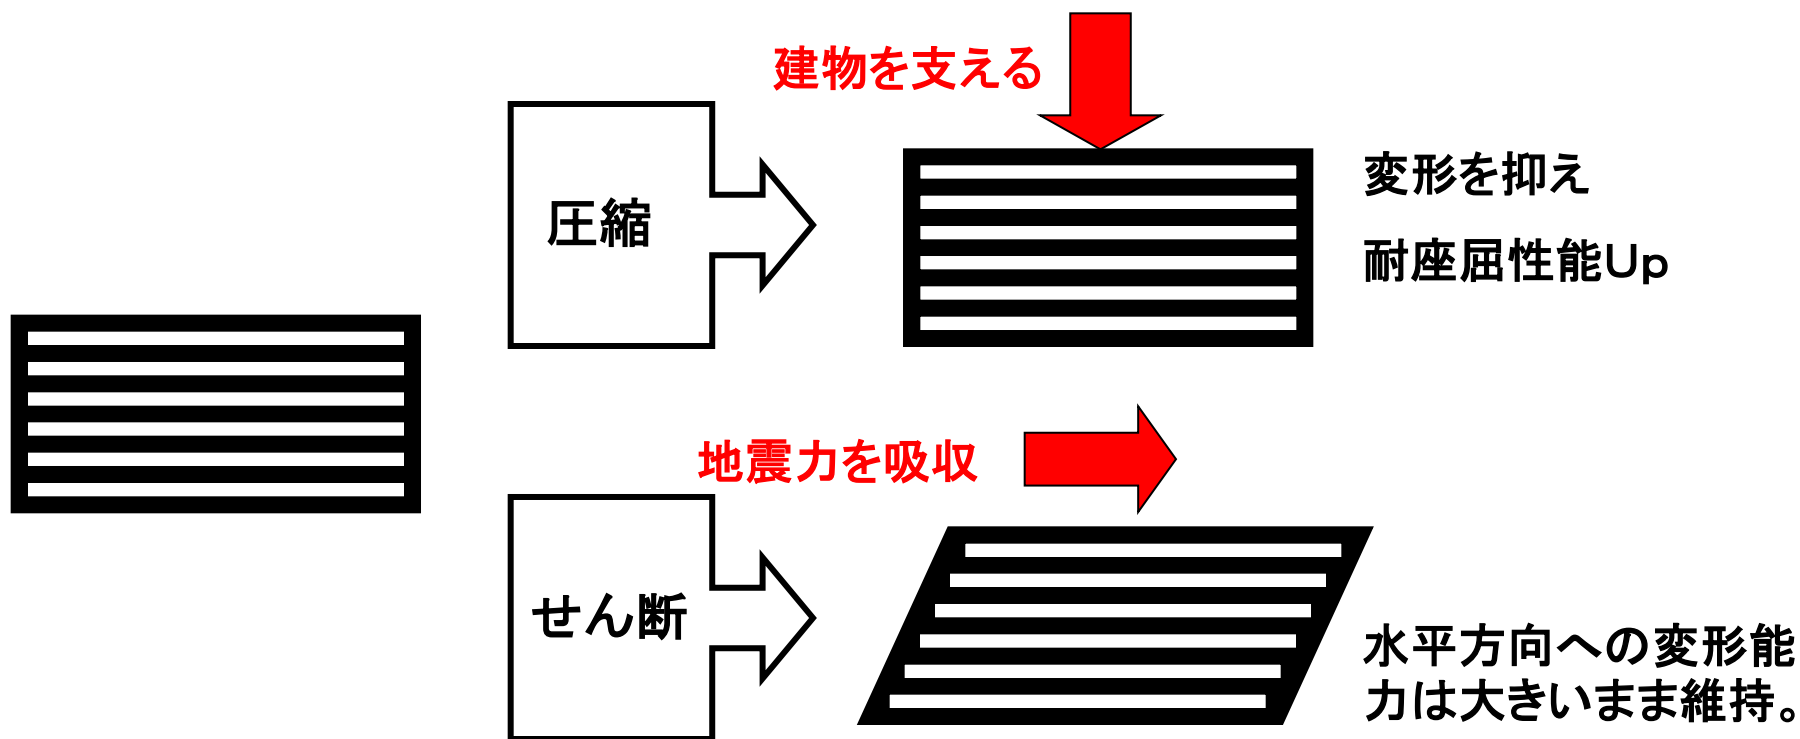 建物を支える
圧縮
変形を抑え
耐座屈性能Up
地震力を吸収
せん断
水平方向への変形能
力は大きいまま維持。